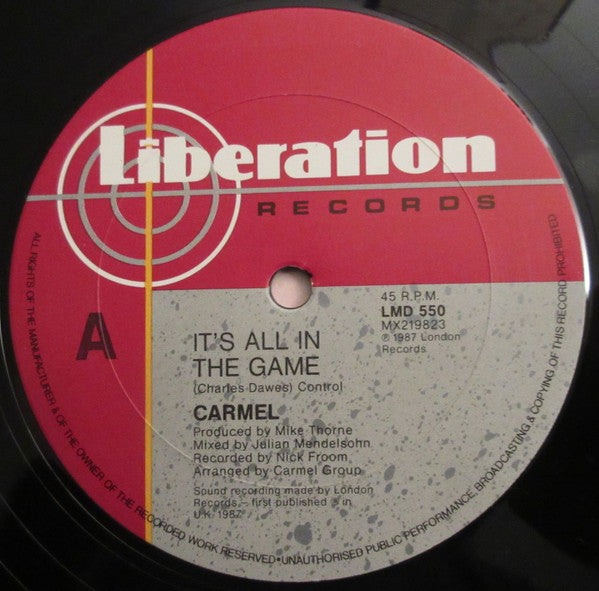 Liberation
RECORDS
A
45 R.P.M.
LMD 550
MX219823
℗ 1987 London
Records
IT'S ALL IN
THE GAME
(Charles Dawes) Control
CARMEL
Produced by Mike Thorne
Mixed by Julian Mendelsohn
Recorded by Nick Froom
Arranged by Carmel Group
Sound recording made by London
Records – first published ℗ in
U.K. 1987
ALL RIGHTS OF THE MANUFACTURER & OF THE OWNER OF THE RECORDED WORK RESERVED • UNAUTHORISED PUBLIC PERFORMANCE, BROADCASTING & COPYING OF THIS RECORD PROHIBITED